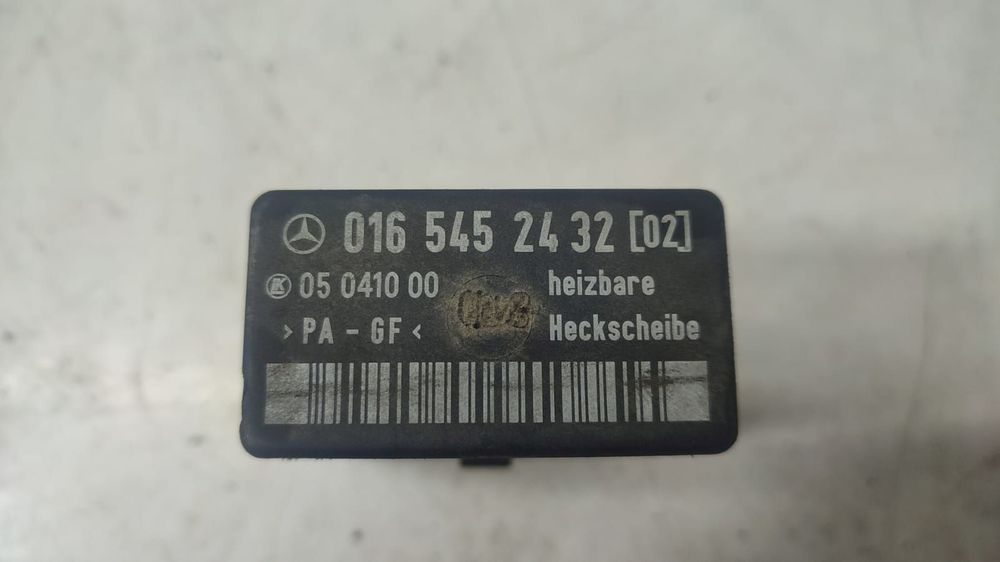 016 545 24 32 [02]
05 0410 00 heizbare
>PA - GF< Heckscheibe